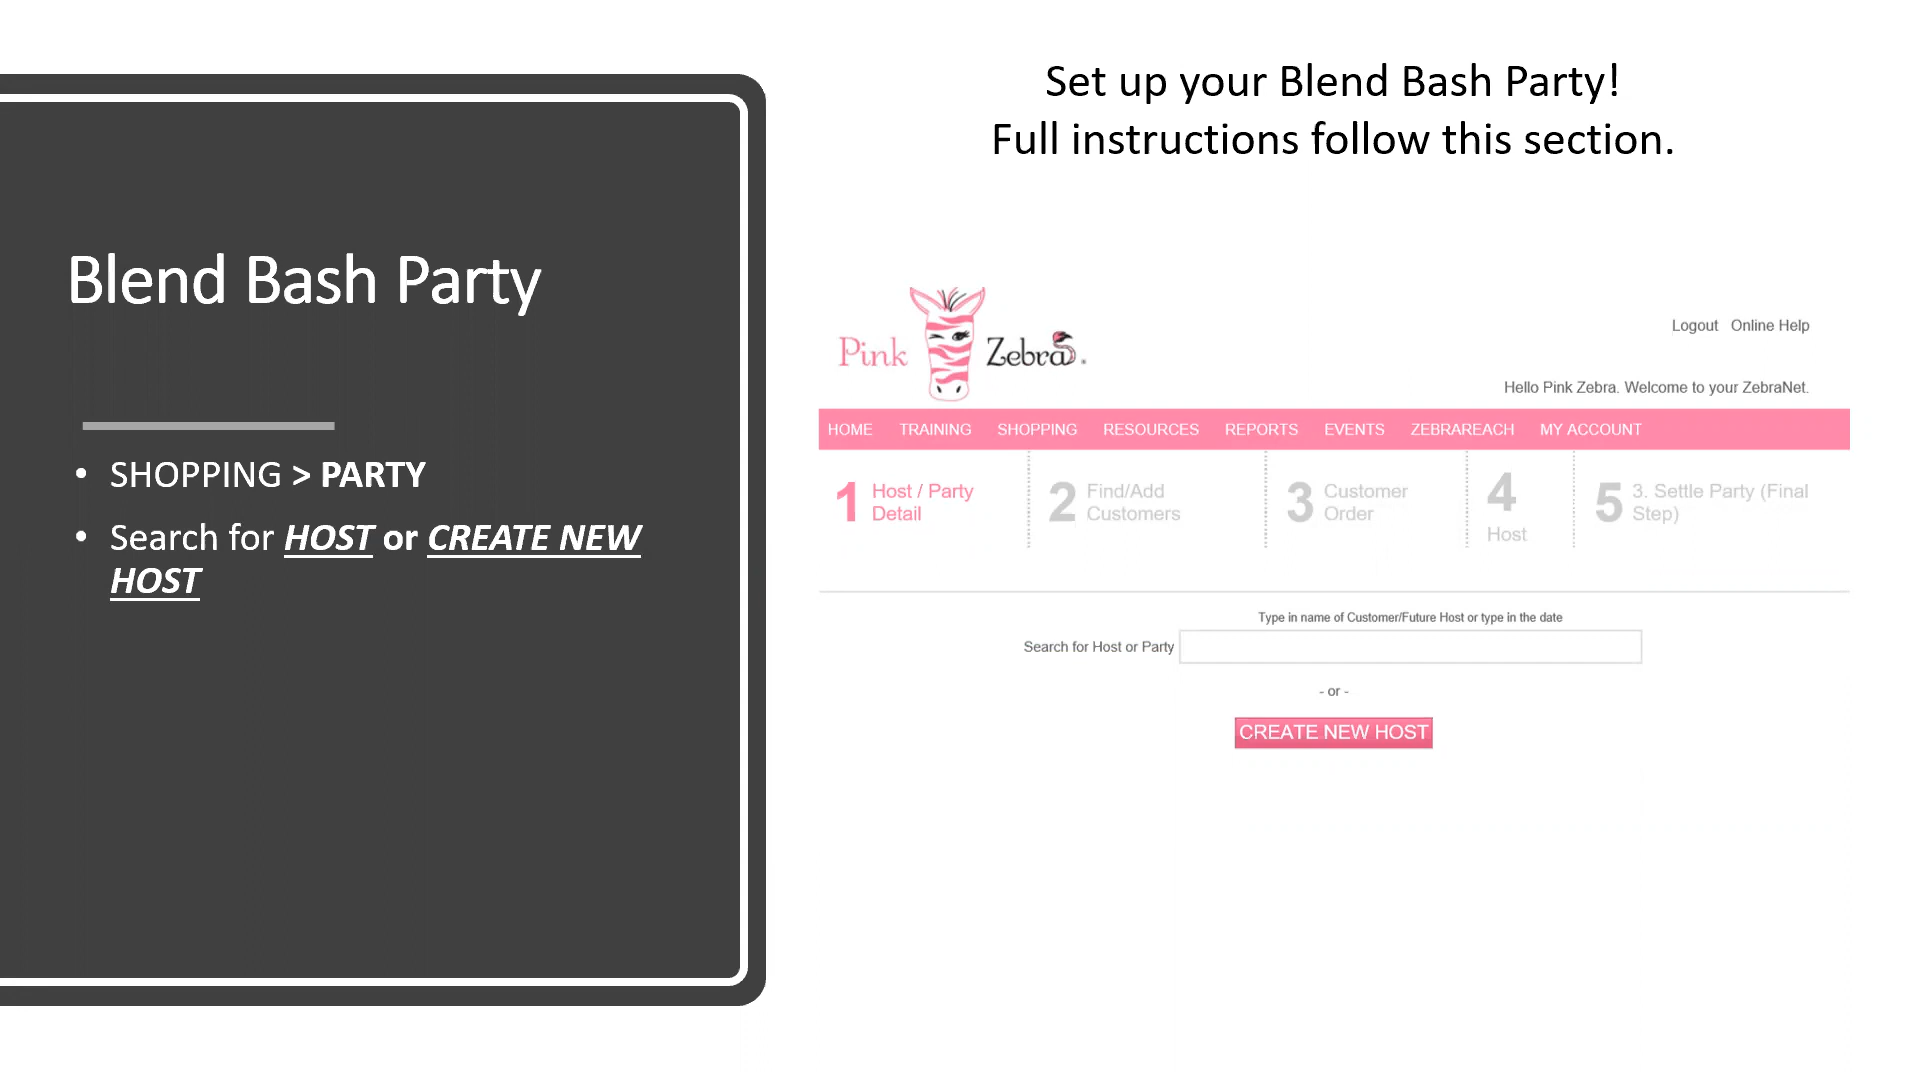 Set up your Blend Bash Party!
Full instructions follow this section.
Blend Bash Party
• SHOPPING > PARTY
• Search for HOST or CREATE NEW
HOST
Pink Zebra
Logout Online Help
Hello Pink Zebra. Welcome to your ZebraNet.
HOME TRAINING SHOPPING RESOURCES REPORTS EVENTS ZEBRAREACH MY ACCOUNT
1 Host / Party
Detail
2 Find/Add
Customers
3 Customer
Order
4
Host
5 3. Settle Party (Final
Step)
Type in name of Customer/Future Host or type in the date
Search for Host or Party
- or -
CREATE NEW HOST